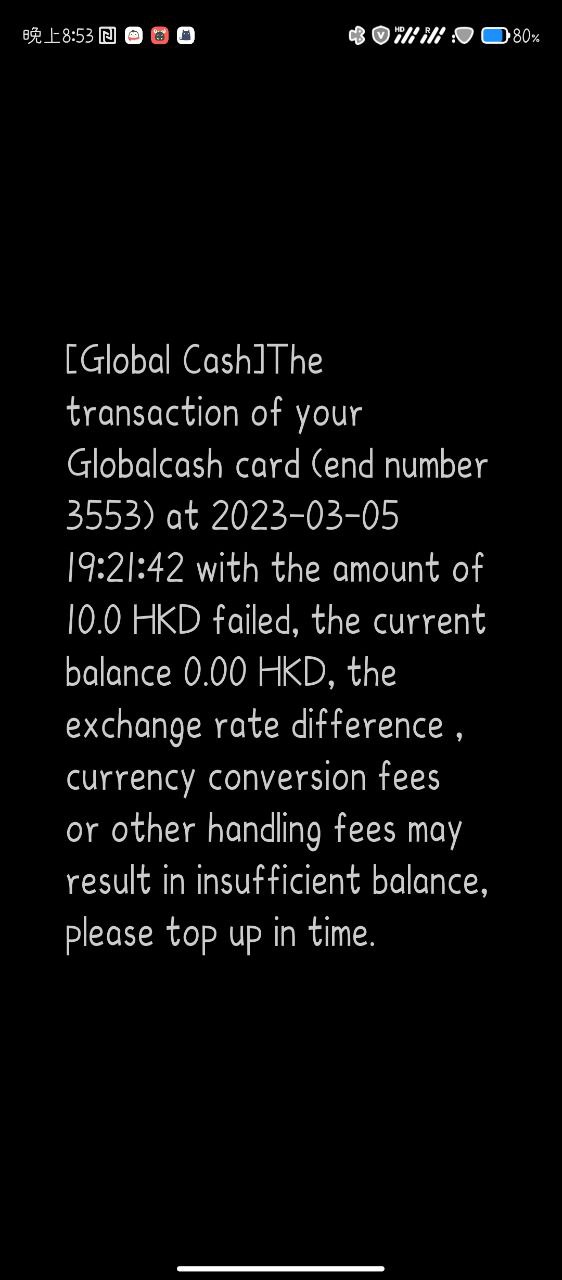 晚上8:53 80%
[Global Cash]The
transaction of your
Globalcash card (end number
3553) at 2023-03-05
19:21:42 with the amount of
10.0 HKD failed, the current
balance 0.00 HKD, the
exchange rate difference ,
currency conversion fees
or other handling fees may
result in insufficient balance,
please top up in time.